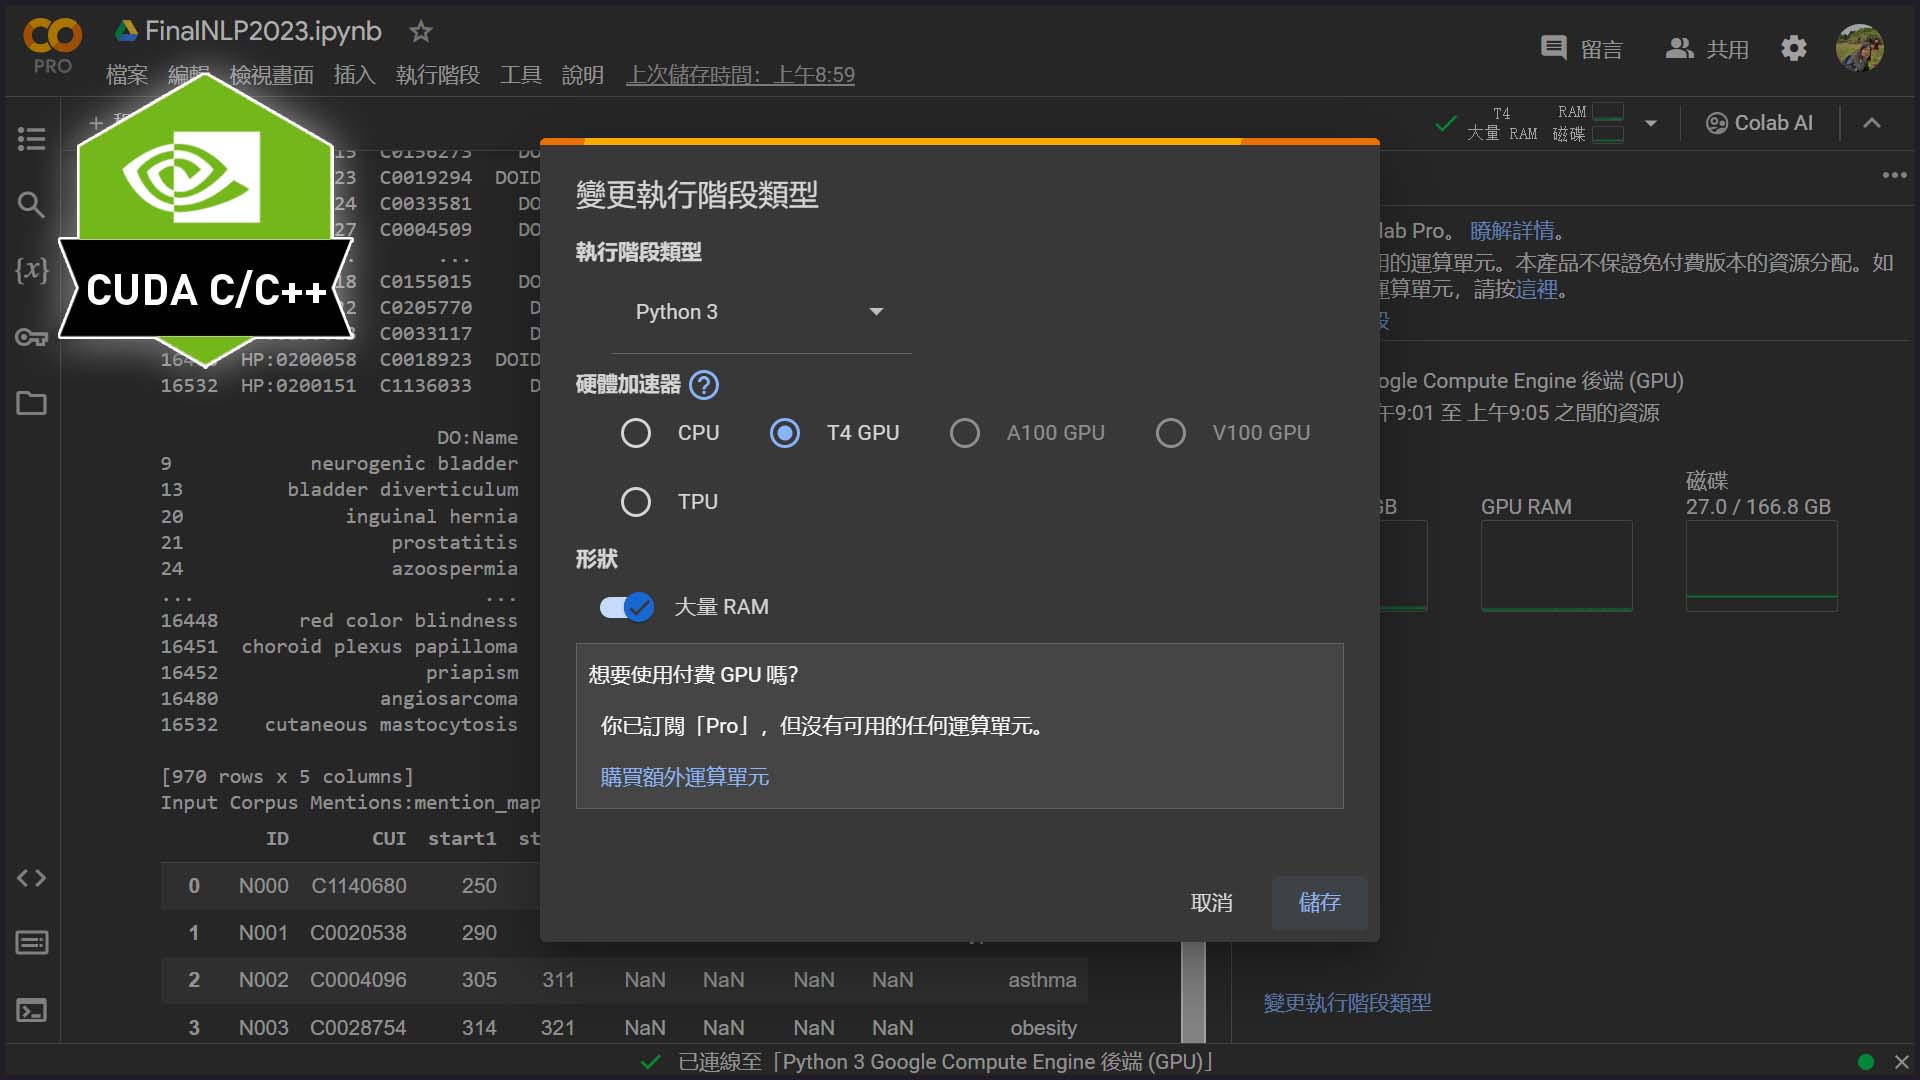 FinalNLP2023.ipynb
PRO
檔案 編輯 檢視畫面 插入 執行階段 工具 說明 上次儲存時間：上午8:59
留言 共用
T4 RAM
大量 RAM 磁碟
Colab AI
CUDA C/C++
15 C0156273 DO
23 C0019294 DOID
24 C0033581 DO
27 C0004509 DO
... ...
18 C0155015 DO
C0205770 D
C0033117 D
HP:0200058 C0018923 DOID
16532 HP:0200151 C1136033 D
DO:Name
9 neurogenic bladder
13 bladder diverticulum
20 inguinal hernia
21 prostatitis
24 azoospermia
... ...
16448 red color blindness
16451 choroid plexus papilloma
16452 priapism
16480 angiosarcoma
16532 cutaneous mastocytosis
[970 rows x 5 columns]
Input Corpus Mentions:mention_map
ID CUI start1 st
0 N000 C1140680 250
1 N001 C0020538 290
2 N002 C0004096 305 311 NaN NaN NaN NaN asthma
3 N003 C0028754 314 321 NaN NaN NaN NaN obesity
變更執行階段類型
執行階段類型
Python 3
硬體加速器
CPU T4 GPU A100 GPU V100 GPU
TPU
形狀
大量 RAM
想要使用付費 GPU 嗎？
你已訂閱「Pro」，但沒有可用的任何運算單元。
購買額外運算單元
取消 儲存
lab Pro。 瞭解詳情。
用的運算單元。本產品不保證免付費版本的資源分配。如
運算單元，請按這裡。
段
ogle Compute Engine 後端 (GPU)
午9:01 至 上午9:05 之間的資源
GB GPU RAM 磁碟
27.0 / 166.8 GB
變更執行階段類型
已連線至「Python 3 Google Compute Engine 後端 (GPU)」